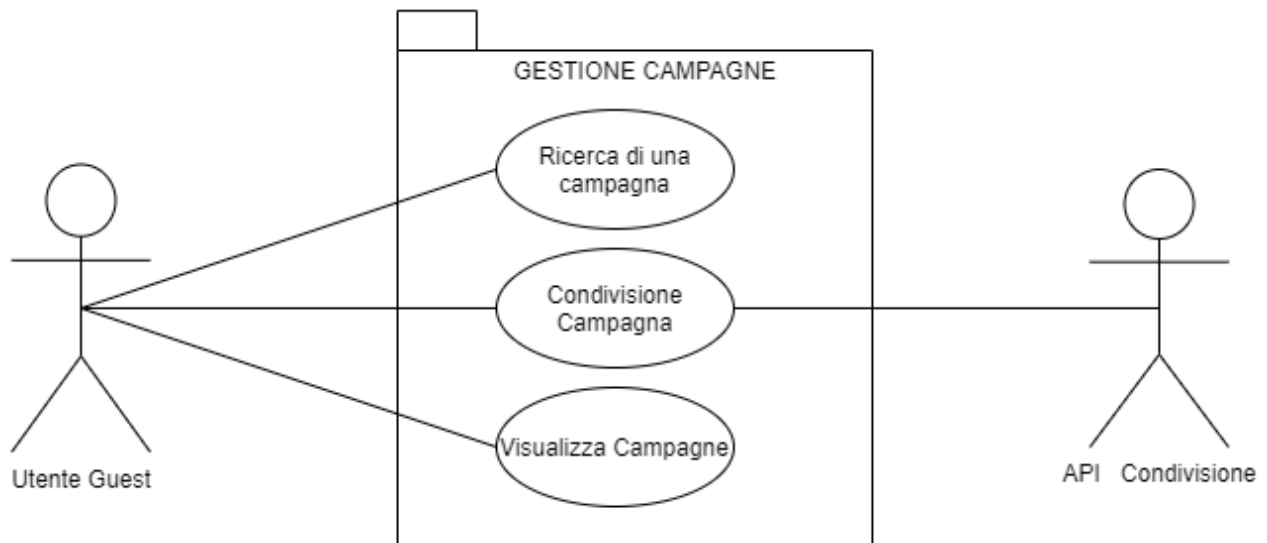 GESTIONE CAMPAGNE
Ricerca di una
campagna
Condivisione
Campagna
Visualizza Campagne
Utente Guest
API Condivisione